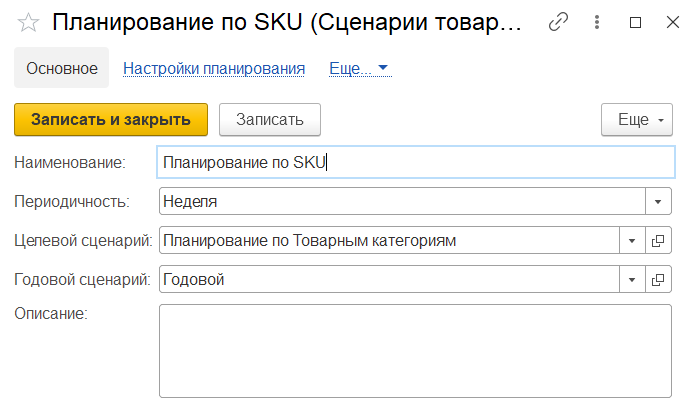 Планирование по SKU (Сценарии товар...
Основное Настройки планирования Еще...
Записать и закрыть Записать Еще
Наименование: Планирование по SKU
Периодичность: Неделя
Целевой сценарий: Планирование по Товарным категориям
Годовой сценарий: Годовой
Описание: